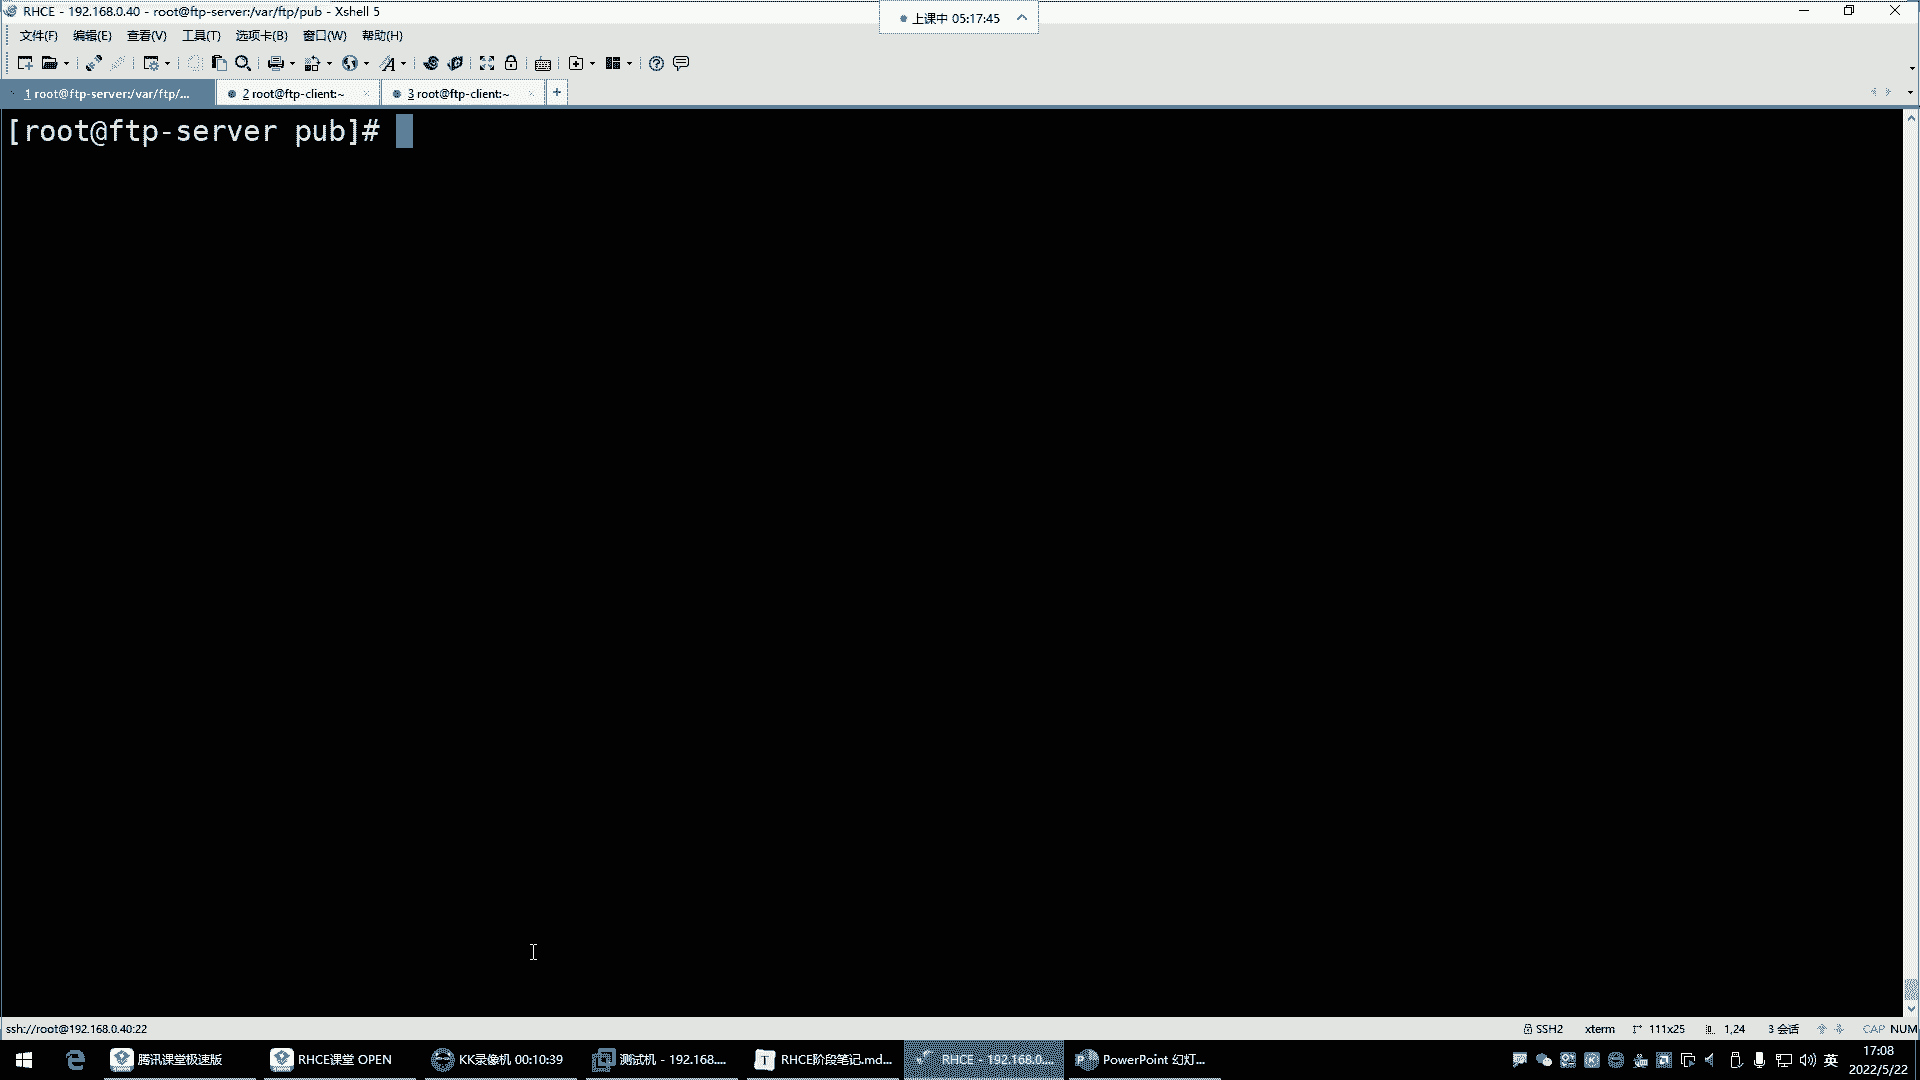 RHCE - 192.168.0.40 - root@ftp-server:/var/ftp/pub - Xshell 5
上课中 05:17:45
文件(F) 编辑(E) 查看(V) 工具(T) 选项卡(B) 窗口(W) 帮助(H)
1 root@ftp-server:/var/ftp/... 2 root@ftp-client:~ 3 root@ftp-client:~
[root@ftp-server pub]#
ssh://root@192.168.0.40:22 SSH2 xterm 111x25 1,24 3 会话 CAP NUM
腾讯课堂极速版 RHCE课堂 OPEN KK录像机 00:10:39 测试机 - 192.168.... T RHCE阶段笔记.md... RHCE - 192.168.0.... PowerPoint 幻灯... 英 17:08
2022/5/22